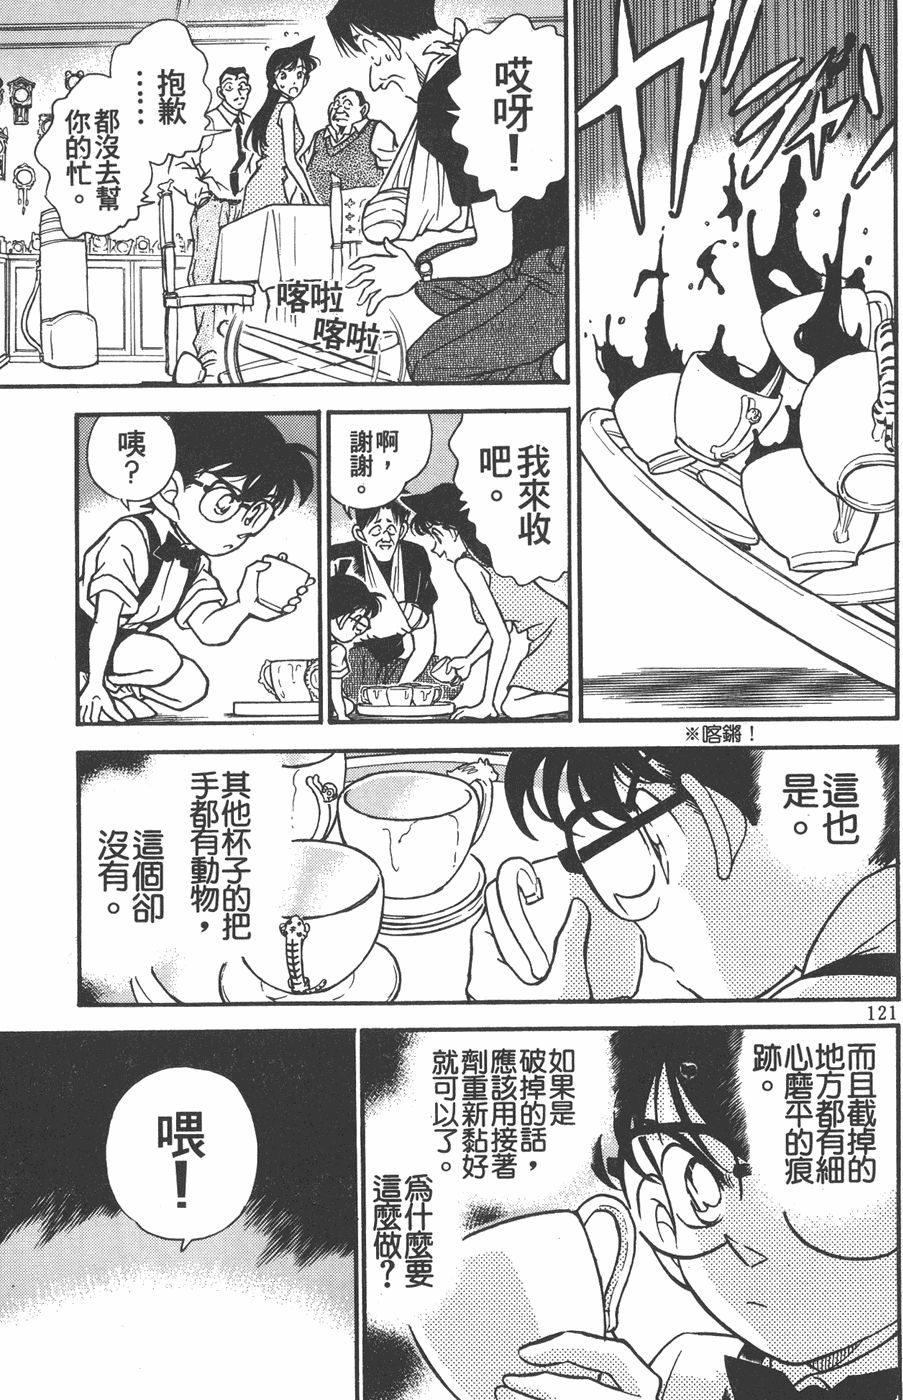 ガシャ
※喀鏘！
哎呀！
抱歉
……
都沒去幫
你的忙。
喀啦
喀啦
我來收
吧。
啊，
謝謝。
咦？
這也
是。
其他杯子的把
手都有動物，
這個卻
沒有。
121
而且截掉的
地方都有細
心磨平的痕
跡。
如果是
破掉的話，
應該用接著
劑重新黏好
就可以了。
為什麼要
這麼做？
喂！